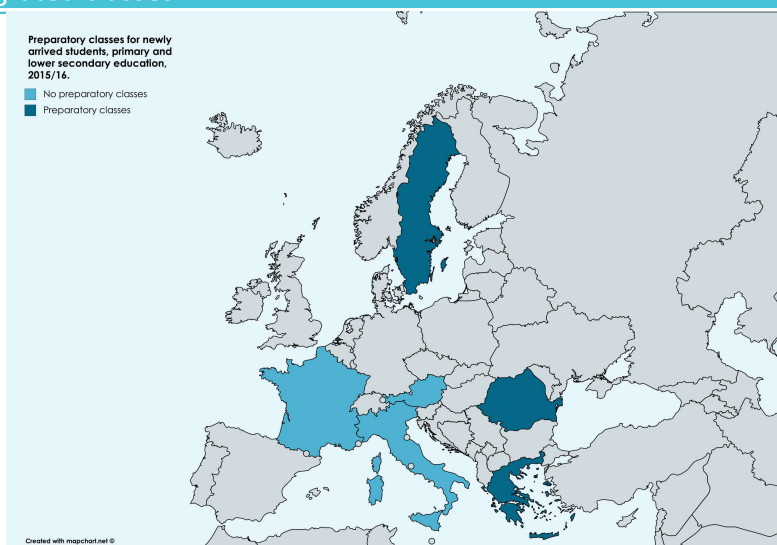 Preparatory classes for newly
arrived students, primary and
lower secondary education,
2015/16.
No preparatory classes
Preparatory classes
Created with mapchart.net ©